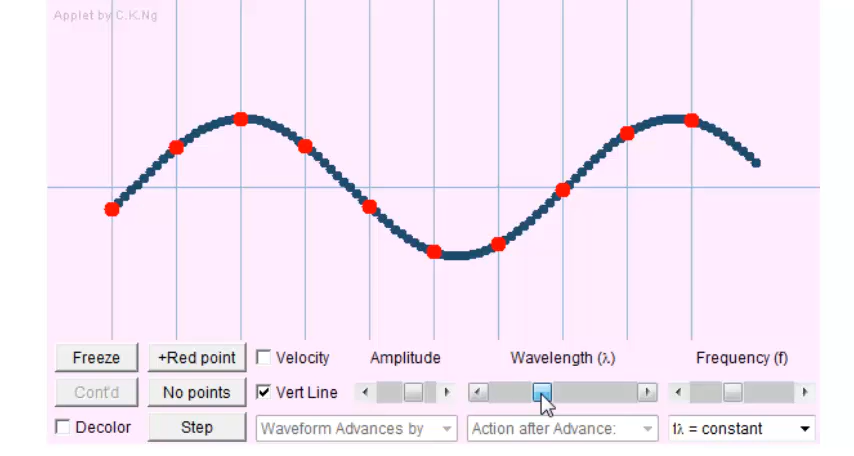 Applet by C.K.Ng
Freeze +Red point Velocity Amplitude Wavelength (λ) Frequency (f)
Cont'd No points Vert Line
Decolor Step Waveform Advances by Action after Advance: fλ = constant